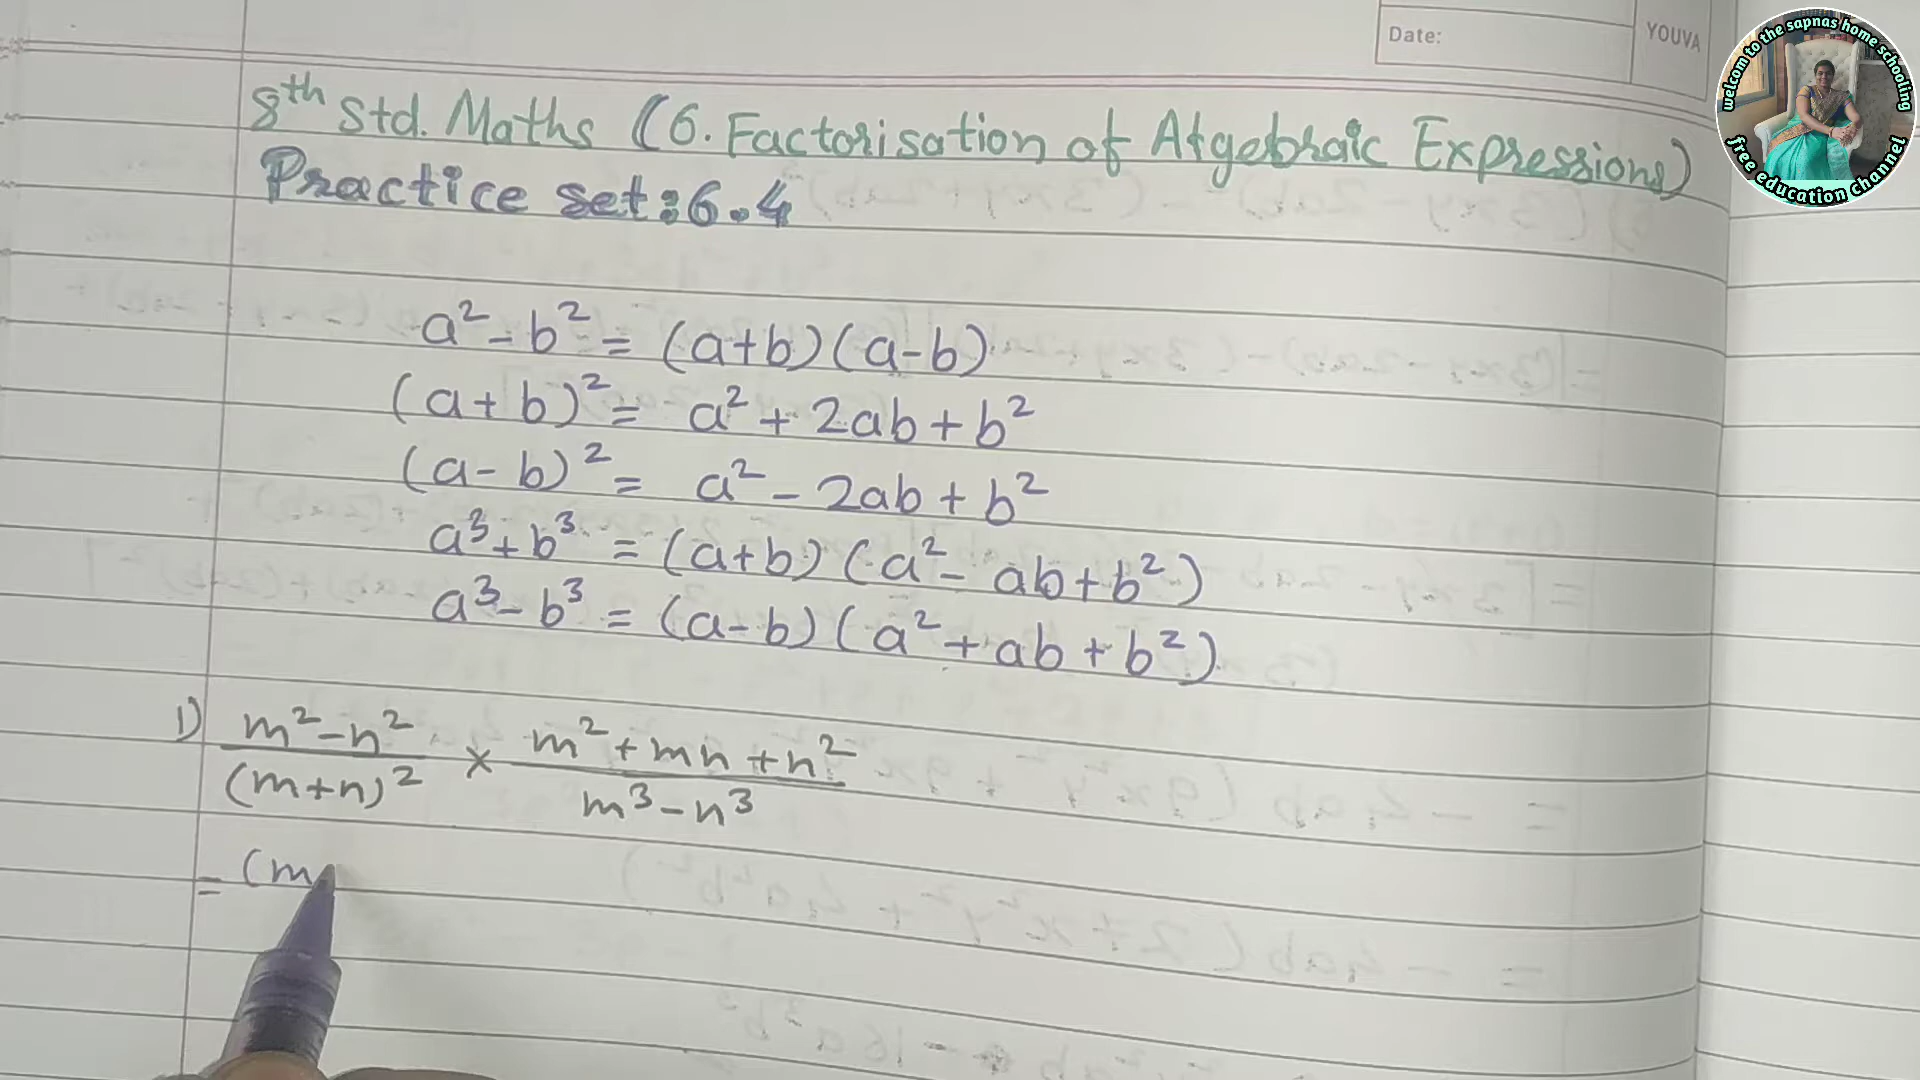 Date:
YOUVA
welcom to the sapnas home schooling
free education channel
8th Std. Maths (6. Factorisation of Algebraic Expressions)
Practice set:6.4
a² - b² = (a+b)(a-b)
(a+b)² = a² + 2ab + b²
(a-b)² = a² - 2ab + b²
a³+b³ = (a+b)(a² - ab + b²)
a³-b³ = (a-b)(a² + ab + b²)
1) m²-n² / (m+n)² × m²+mn+n² / m³-n³
= (m